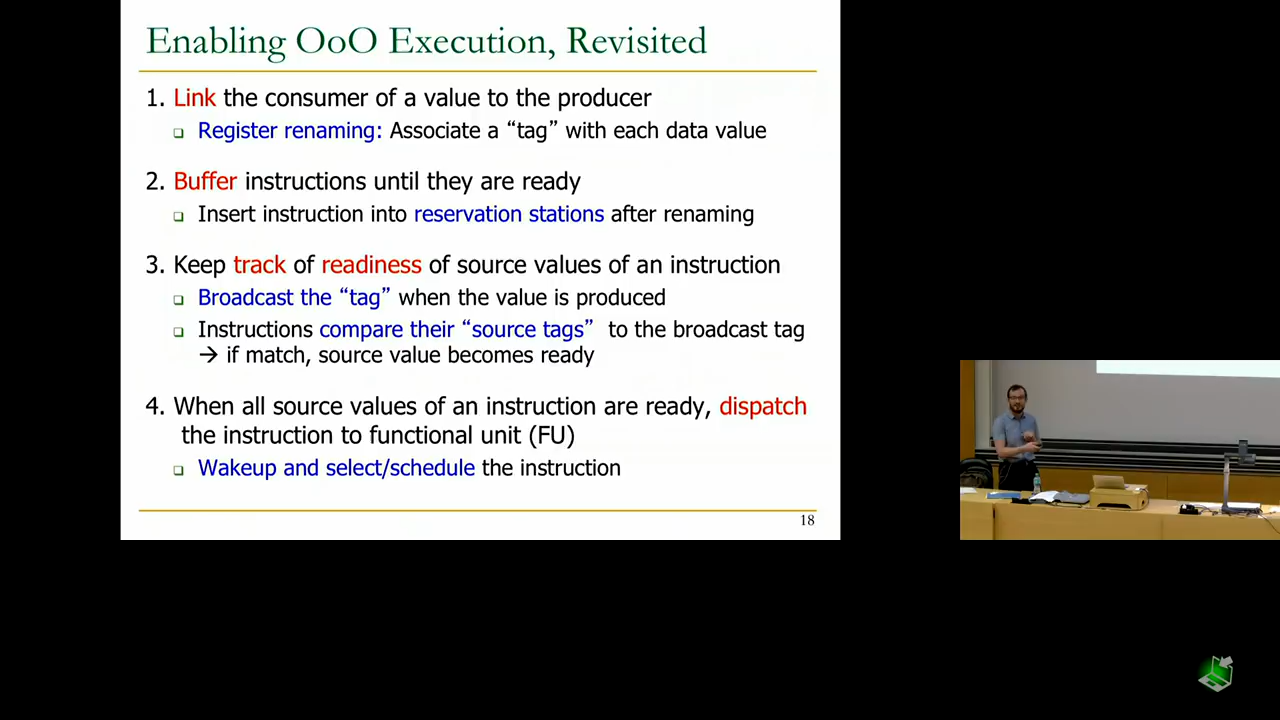 Enabling OoO Execution, Revisited
1. Link the consumer of a value to the producer
Register renaming: Associate a “tag” with each data value
2. Buffer instructions until they are ready
Insert instruction into reservation stations after renaming
3. Keep track of readiness of source values of an instruction
Broadcast the “tag” when the value is produced
Instructions compare their “source tags” to the broadcast tag
→ if match, source value becomes ready
4. When all source values of an instruction are ready, dispatch
the instruction to functional unit (FU)
Wakeup and select/schedule the instruction
18